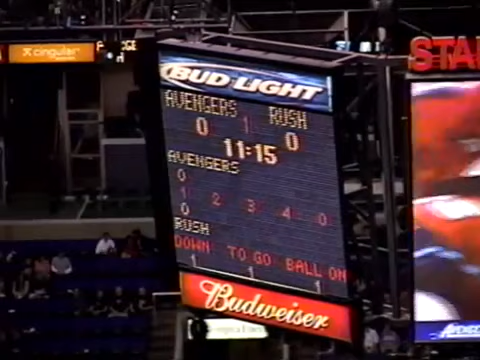 cingular
STA
BUD LIGHT
AVENGERS RUSH
0 1 0
11:15
AVENGERS
0
1 2 3 4 0
0
RUSH
DOWN TO GO BALL ON
1 1 1
Budweiser